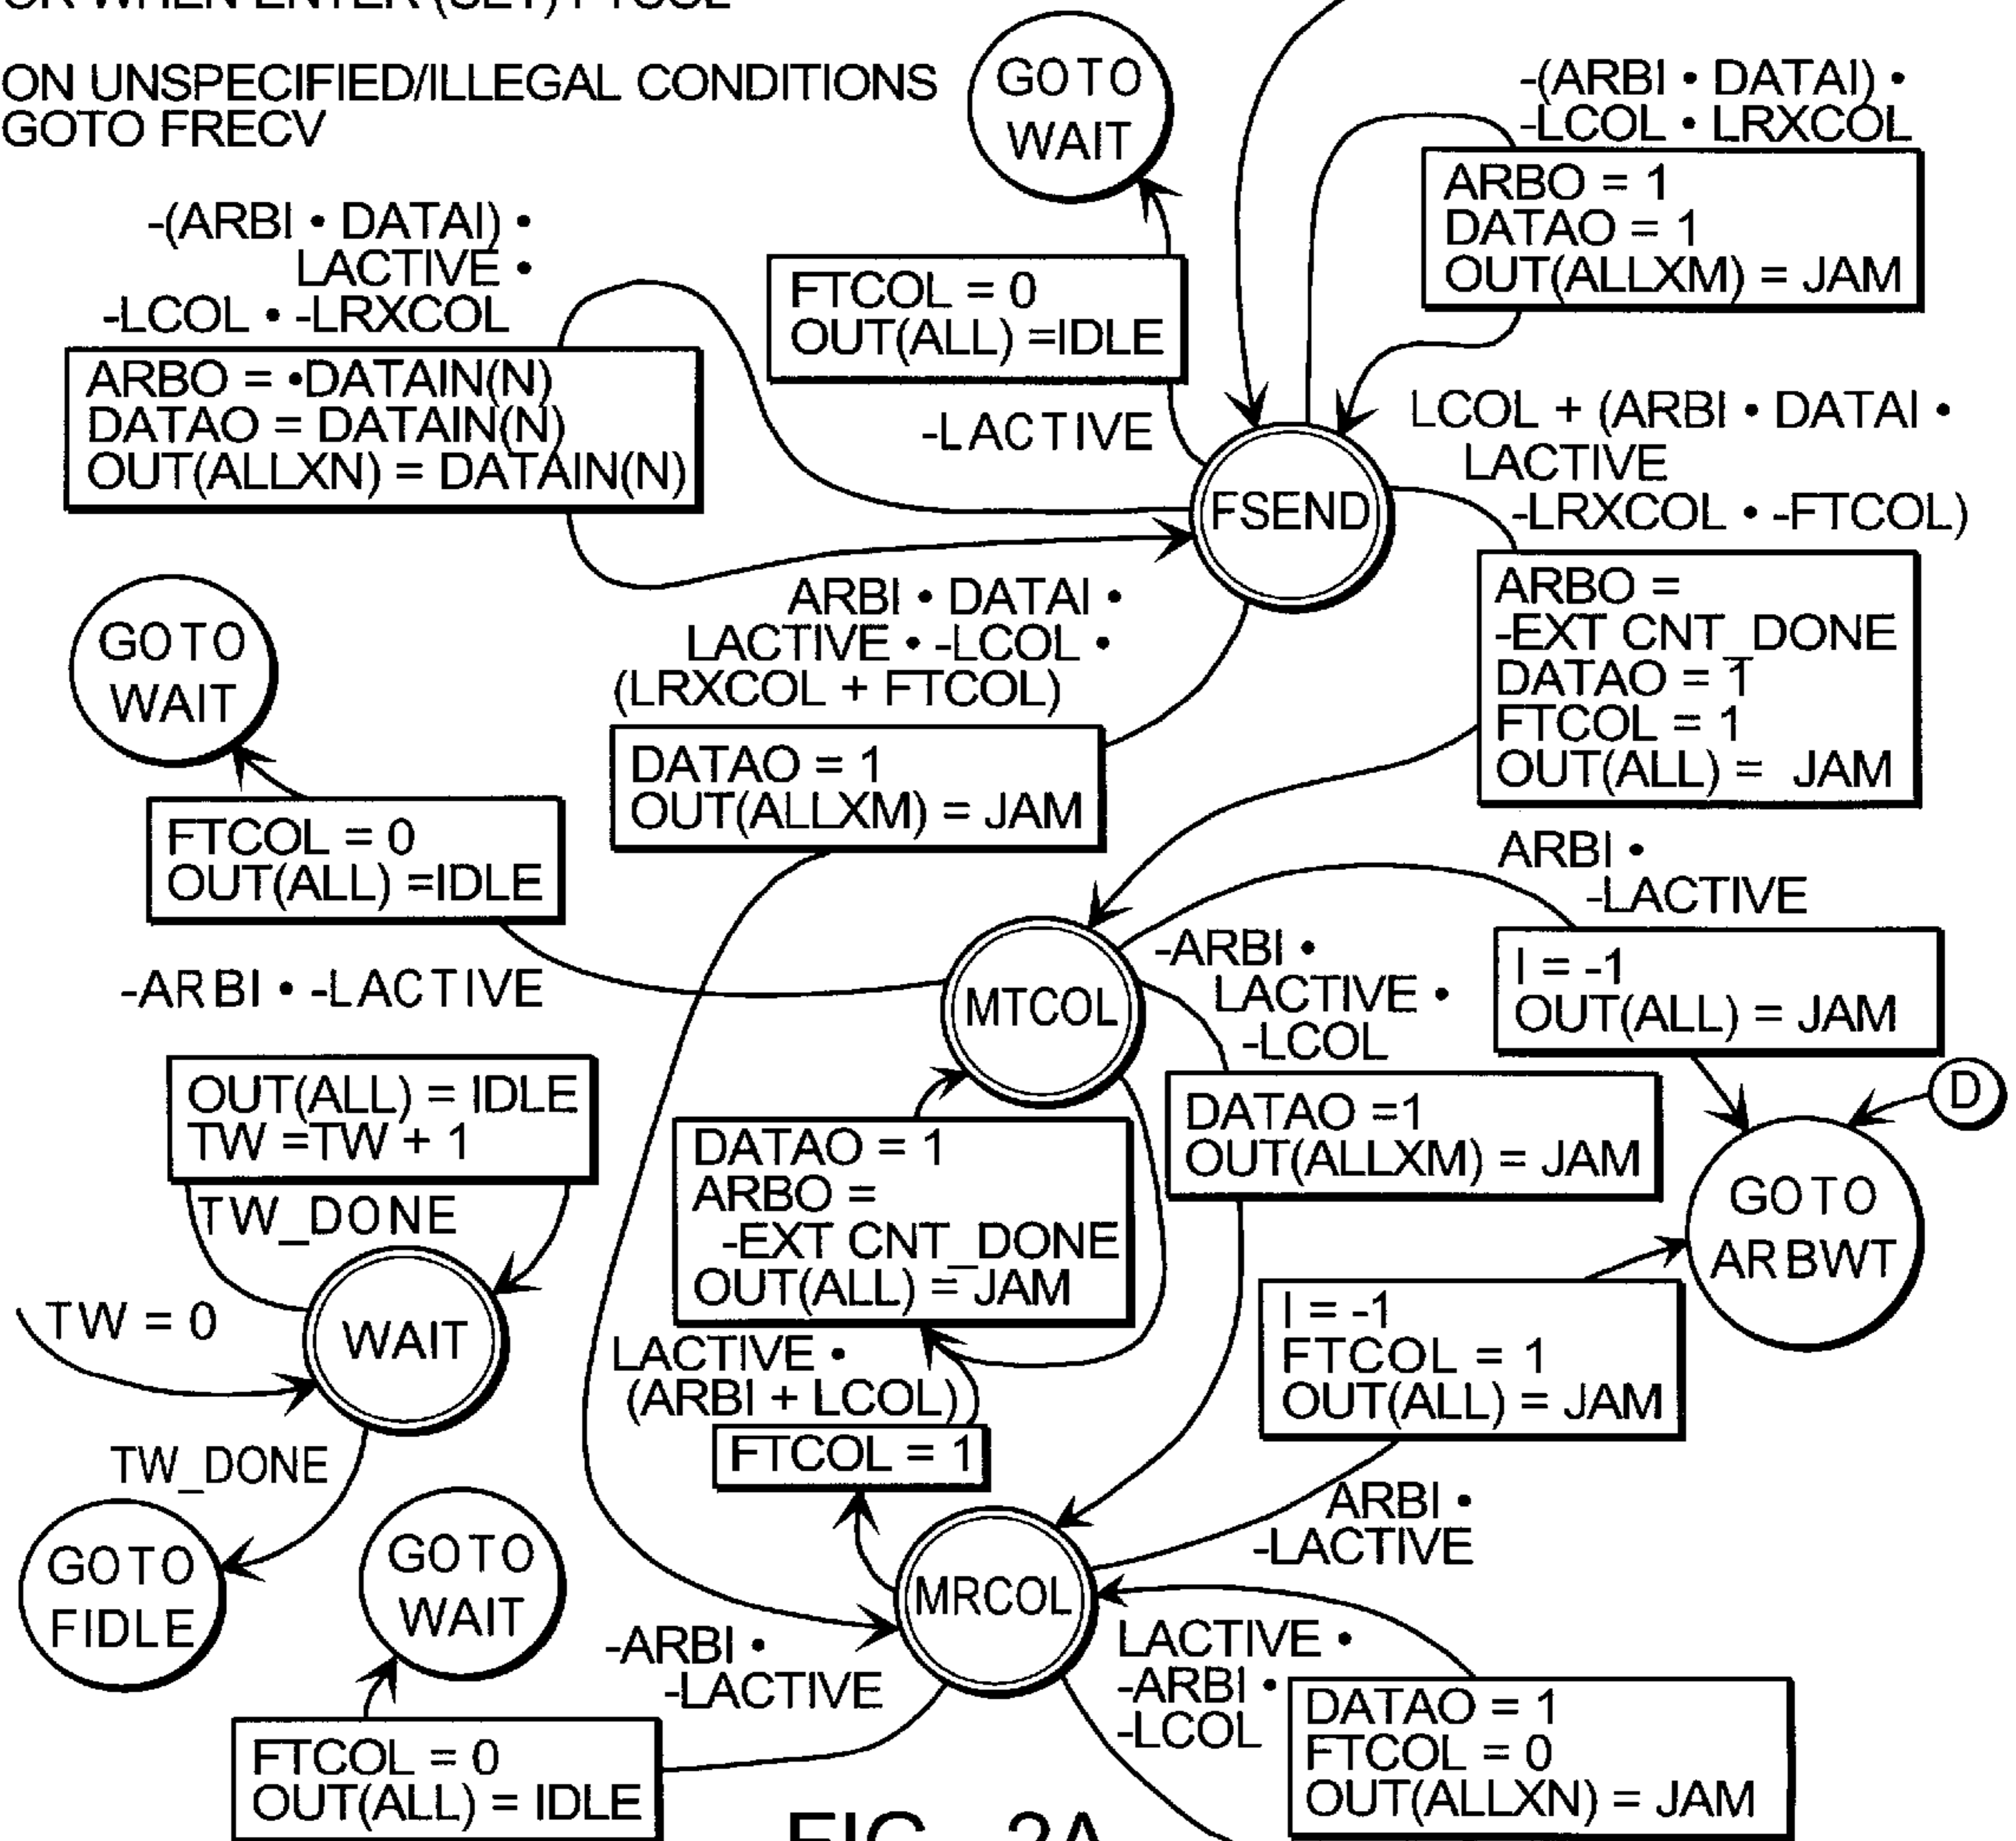 ON UNSPECIFIED/ILLEGAL CONDITIONS
GOTO FRECV
GOTO
WAIT
-(ARBI • DATAI) •
-LCOL • LRXCOL
ARBO = 1
DATAO = 1
OUT(ALLXM) = JAM
-(ARBI • DATAI) •
LACTIVE •
-LCOL • -LRXCOL
FTCOL = 0
OUT(ALL) =IDLE
-LACTIVE
ARBO = •DATAIN(N)
DATAO = DATAIN(N)
OUT(ALLXN) = DATAIN(N)
LCOL + (ARBI • DATAI •
LACTIVE
-LRXCOL • -FTCOL)
FSEND
ARBO =
-EXT CNT_DONE
DATAO = 1
FTCOL = 1
OUT(ALL) = JAM
GOTO
WAIT
ARBI • DATAI •
LACTIVE • -LCOL •
(LRXCOL + FTCOL)
DATAO = 1
OUT(ALLXM) = JAM
FTCOL = 0
OUT(ALL) =IDLE
-ARBI • -LACTIVE
ARBI •
-LACTIVE
MTCOL
-ARBI •
LACTIVE •
-LCOL
I = -1
OUT(ALL) = JAM
D
OUT(ALL) = IDLE
TW =TW + 1
TW_DONE
DATAO = 1
ARBO =
-EXT CNT_DONE
OUT(ALL) = JAM
DATAO =1
OUT(ALLXM) = JAM
GOTO
ARBWT
TW = 0
WAIT
LACTIVE •
(ARBI + LCOL)
FTCOL = 1
I = -1
FTCOL = 1
OUT(ALL) = JAM
TW_DONE
GOTO
FIDLE
GOTO
WAIT
MRCOL
ARBI •
-LACTIVE
-ARBI •
-LACTIVE
LACTIVE •
-ARBI •
-LCOL
FTCOL = 0
OUT(ALL) = IDLE
DATAO = 1
FTCOL = 0
OUT(ALLXN) = JAM
FIG. 2A